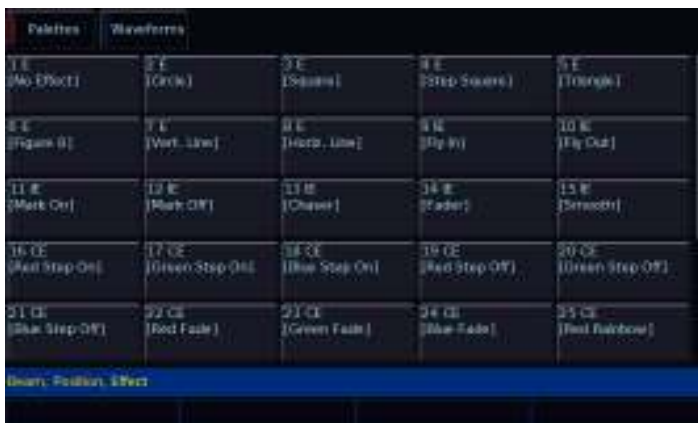 Palettes Waveforms
1 E 2 E 3 E 4 E 5 E
[No Effect] [Circle] [Square] [Step Square] [Triangle]
6 E 7 E 8 E 9 IE 10 IE
[Figure 8] [Vert. Line] [Horiz. Line] [Fly In] [Fly Out]
11 IE 12 IE 13 IE 14 IE 15 IE
[Mark On] [Mark Off] [Chaser] [Fader] [Smooth]
16 CE 17 CE 18 CE 19 CE 20 CE
[Red Step On] [Green Step On] [Blue Step On] [Red Step Off] [Green Step Off]
21 CE 22 CE 23 CE 24 CE 25 CE
[Blue Step Off] [Red Fade] [Green Fade] [Blue Fade] [Red Rainbow]
Beam, Position, Effect